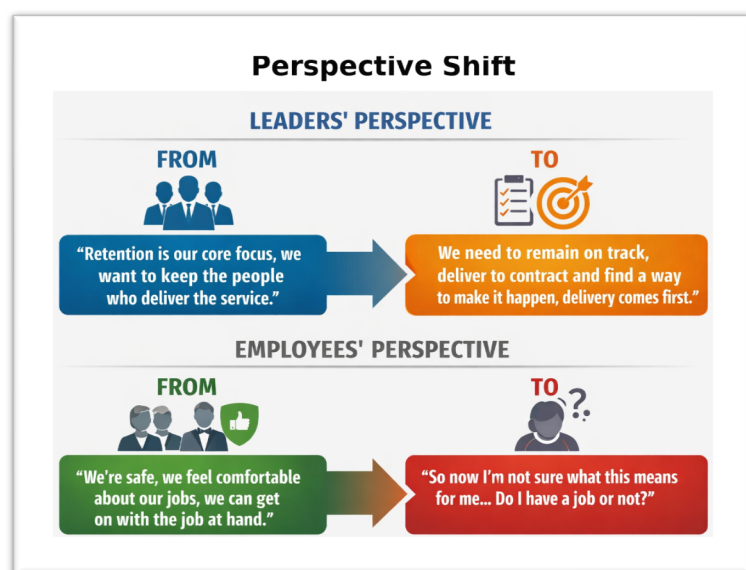 Perspective Shift
LEADERS' PERSPECTIVE
FROM
TO
“Retention is our core focus, we
want to keep the people
who deliver the service.”
We need to remain on track,
deliver to contract and find a way
to make it happen, delivery comes first.”
EMPLOYEES' PERSPECTIVE
FROM
TO
“We're safe, we feel comfortable
about our jobs, we can get
on with the job at hand.”
“So now I'm not sure what this means
for me... Do I have a job or not?”